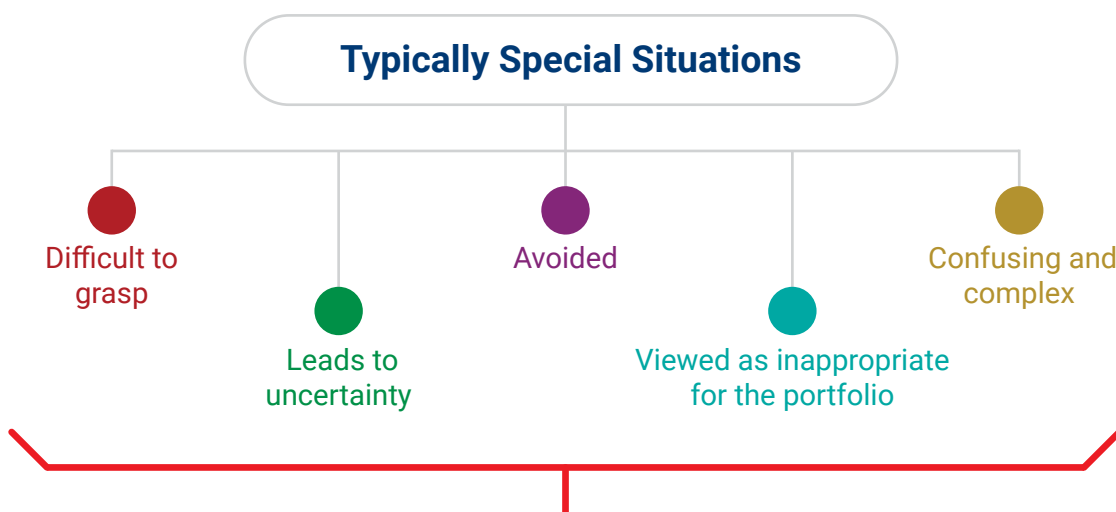 Typically Special Situations
Difficult to
grasp
Leads to
uncertainty
Avoided
Viewed as inappropriate
for the portfolio
Confusing and
complex